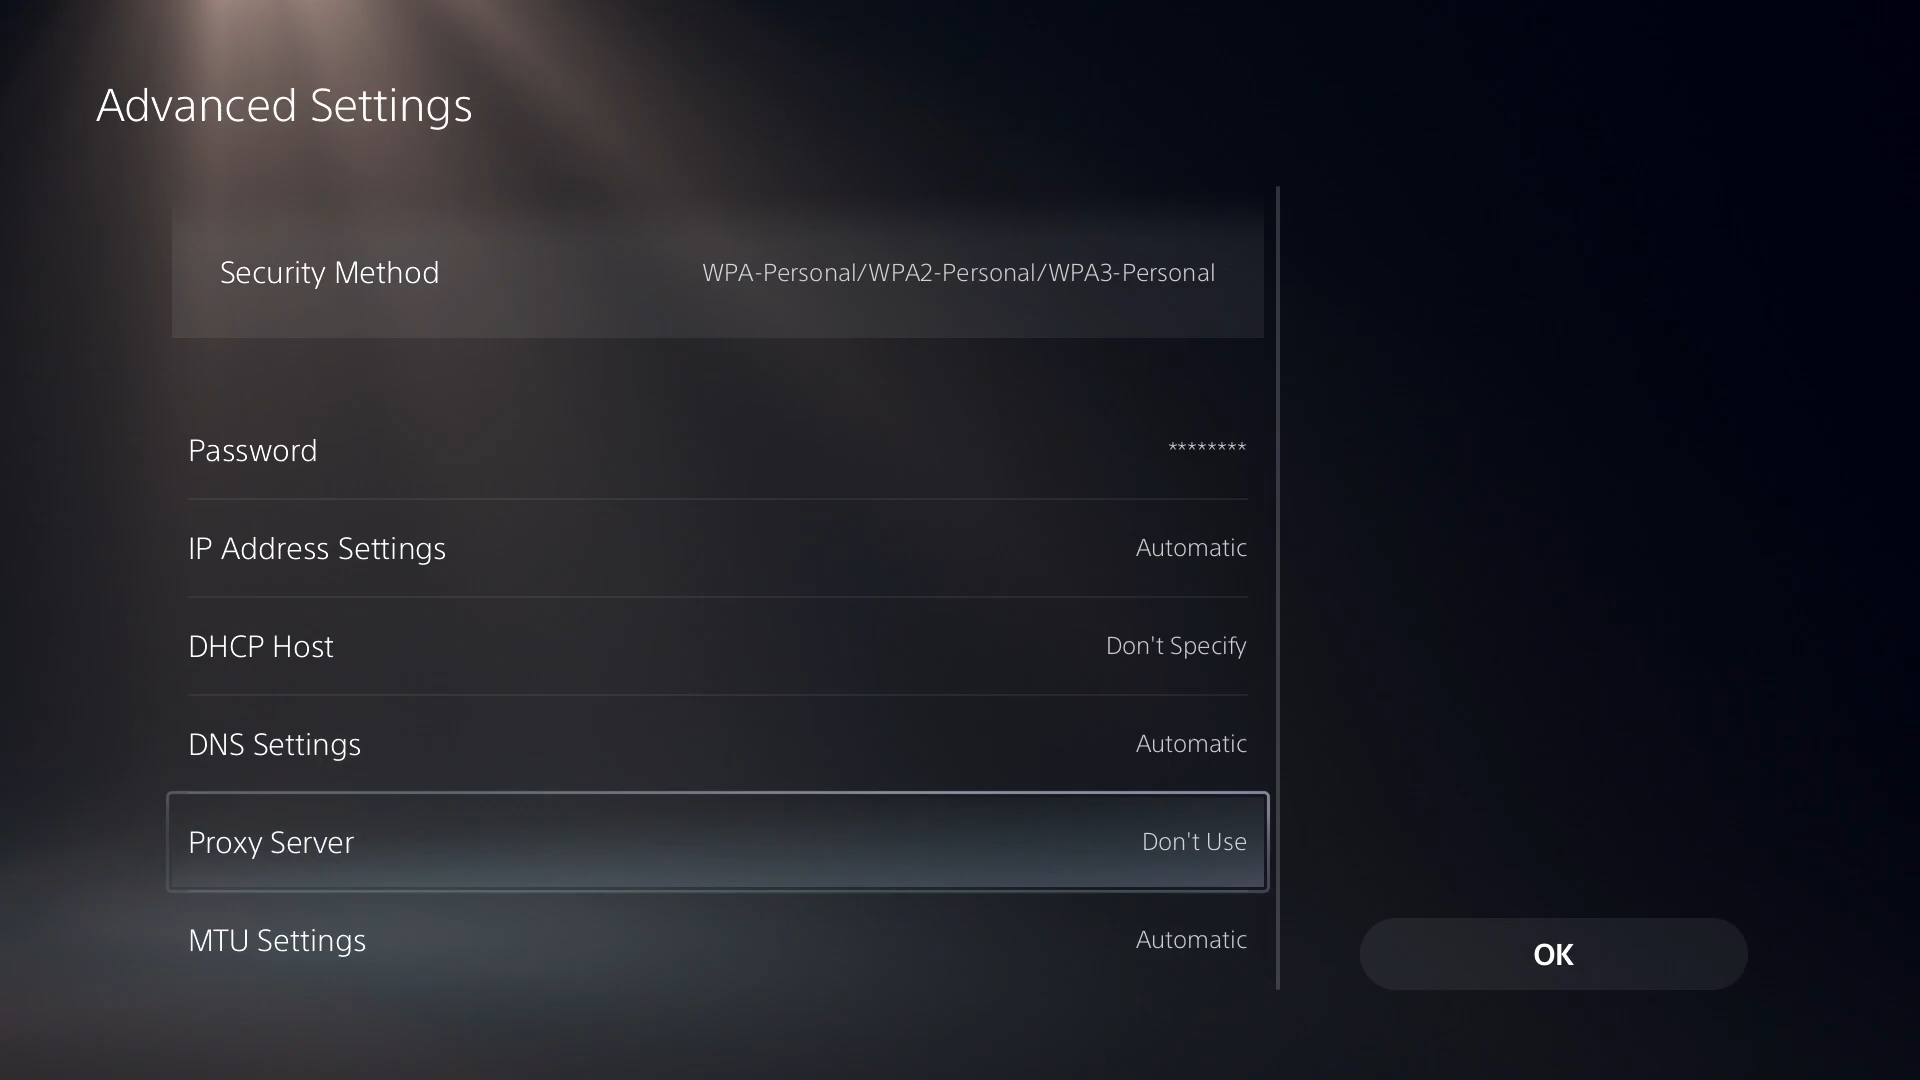 Advanced Settings
Security Method WPA-Personal/WPA2-Personal/WPA3-Personal
Password ********
IP Address Settings Automatic
DHCP Host Don't Specify
DNS Settings Automatic
Proxy Server Don't Use
MTU Settings Automatic
OK